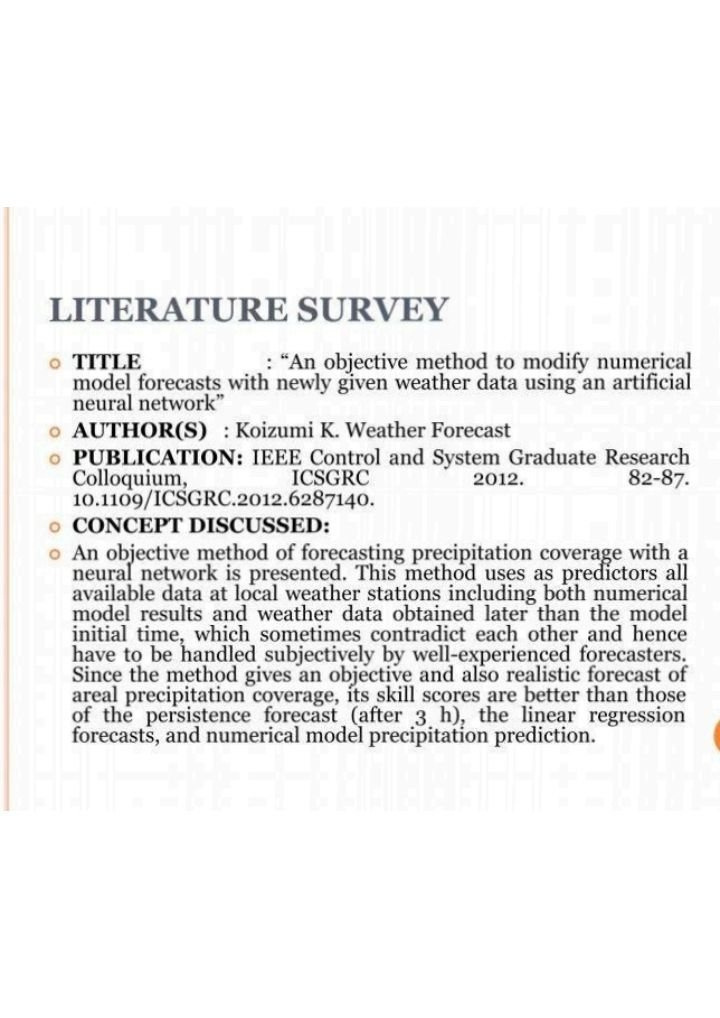 LITERATURE SURVEY
TITLE : “An objective method to modify numerical
model forecasts with newly given weather data using an artificial
neural network”
AUTHOR(S) : Koizumi K. Weather Forecast
PUBLICATION: IEEE Control and System Graduate Research
Colloquium, ICSGRC 2012. 82-87.
10.1109/ICSGRC.2012.6287140.
CONCEPT DISCUSSED:
An objective method of forecasting precipitation coverage with a
neural network is presented. This method uses as predictors all
available data at local weather stations including both numerical
model results and weather data obtained later than the model
initial time, which sometimes contradict each other and hence
have to be handled subjectively by well-experienced forecasters.
Since the method gives an objective and also realistic forecast of
areal precipitation coverage, its skill scores are better than those
of the persistence forecast (after 3 h), the linear regression
forecasts, and numerical model precipitation prediction.